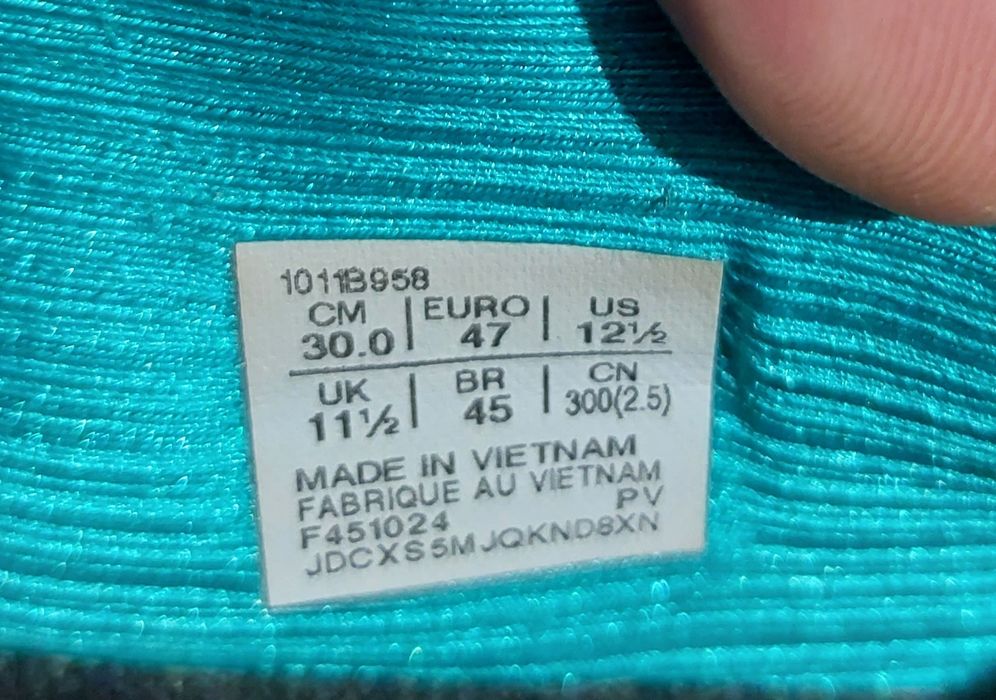 1011B958
CM | EURO | US
30.0 | 47 | 12½
UK | BR | CN
11½ | 45 | 300(2.5)
MADE IN VIETNAM
FABRIQUE AU VIETNAM
PV
F451024
JDCXS5MJQKND8XN